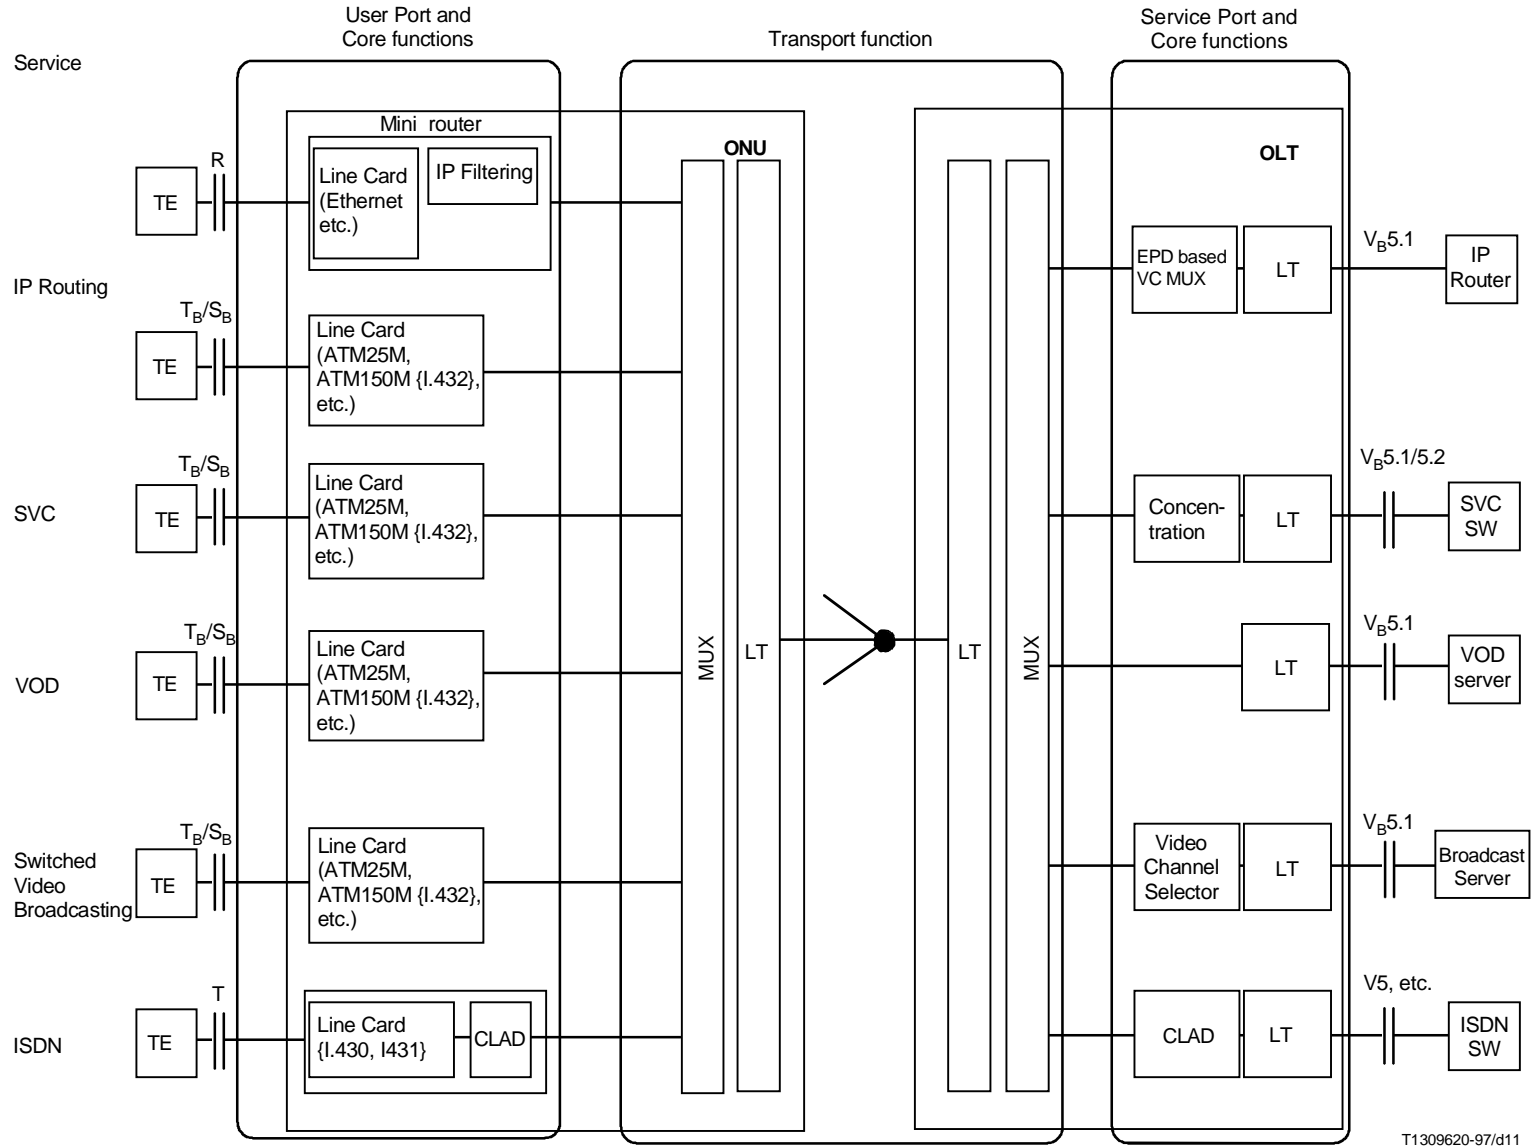 User Port and
Core functions
Transport function
Service Port and
Core functions
Service
Mini router
ONU
OLT
R
TE
Line Card
(Ethernet
etc.)
IP Filtering
EPD based
VC MUX
LT
VB5.1
IP
Router
IP Routing
TB/SB
TE
Line Card
(ATM25M,
ATM150M {I.432},
etc.)
SVC
TB/SB
TE
Line Card
(ATM25M,
ATM150M {I.432},
etc.)
Concen-
tration
LT
VB5.1/5.2
SVC
SW
VOD
TB/SB
TE
Line Card
(ATM25M,
ATM150M {I.432},
etc.)
MUX
LT
LT
MUX
LT
VB5.1
VOD
server
Switched
Video
Broadcasting
TB/SB
TE
Line Card
(ATM25M,
ATM150M {I.432},
etc.)
Video
Channel
Selector
LT
VB5.1
Broadcast
Server
ISDN
T
TE
Line Card
{I.430, I431}
CLAD
CLAD
LT
V5, etc.
ISDN
SW
T1309620-97/d11